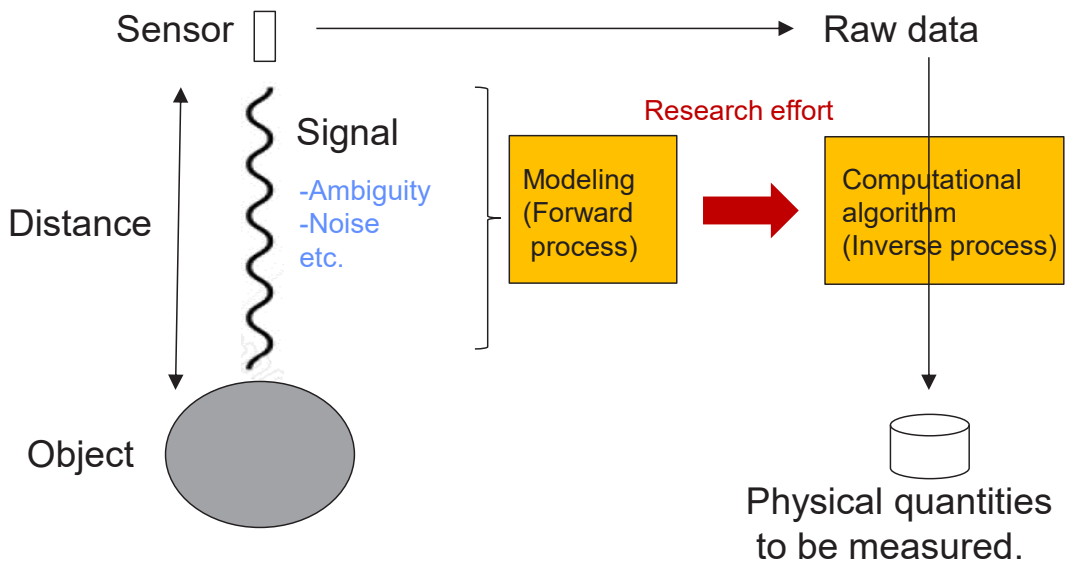 Sensor
Raw data
Research effort
Signal
-Ambiguity
-Noise
etc.
Distance
Modeling
(Forward
process)
Computational
algorithm
(Inverse process)
Object
Physical quantities
to be measured.